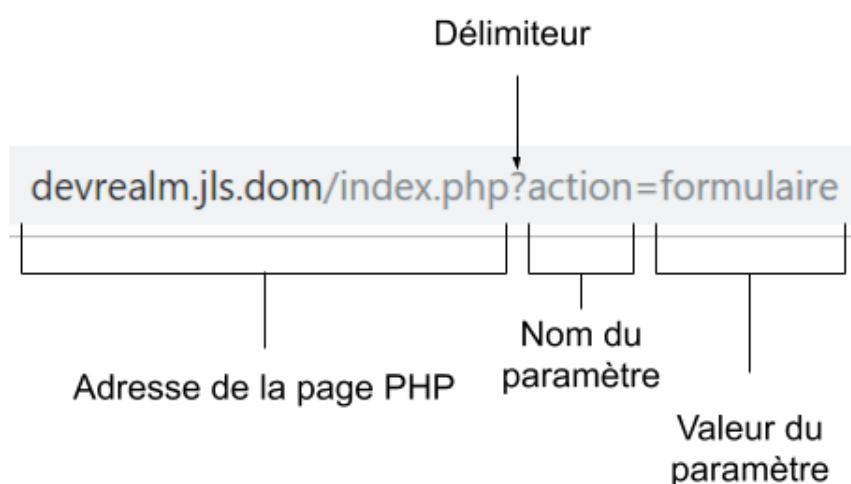 Délimiteur
devrealm.jls.dom/index.php?action=formulaire
Adresse de la page PHP
Nom du
paramètre
Valeur du
paramètre